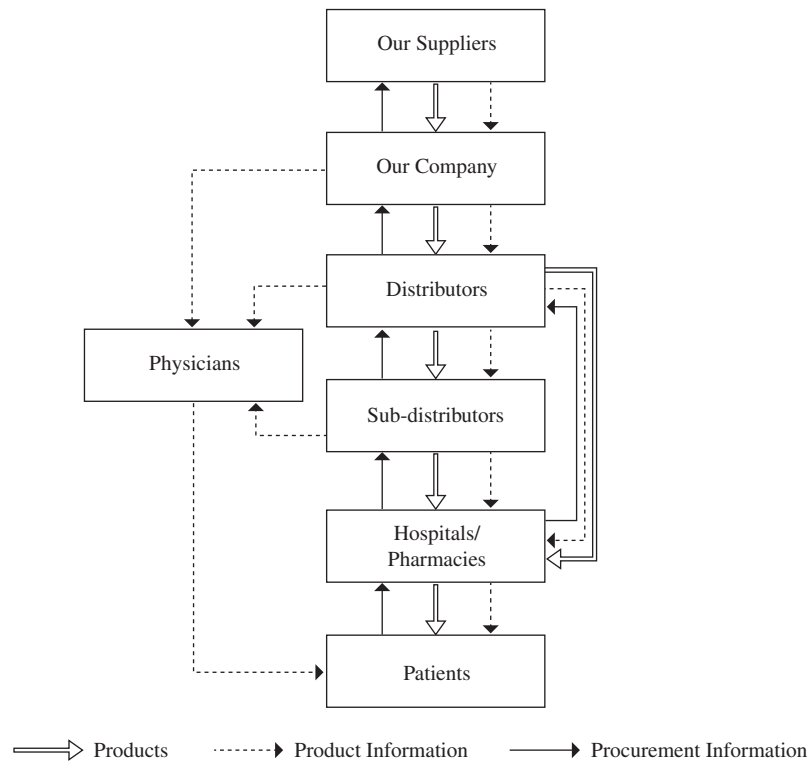 Our Suppliers
Our Company
Distributors
Physicians
Sub-distributors
Hospitals/
Pharmacies
Patients
Products
Product Information
Procurement Information